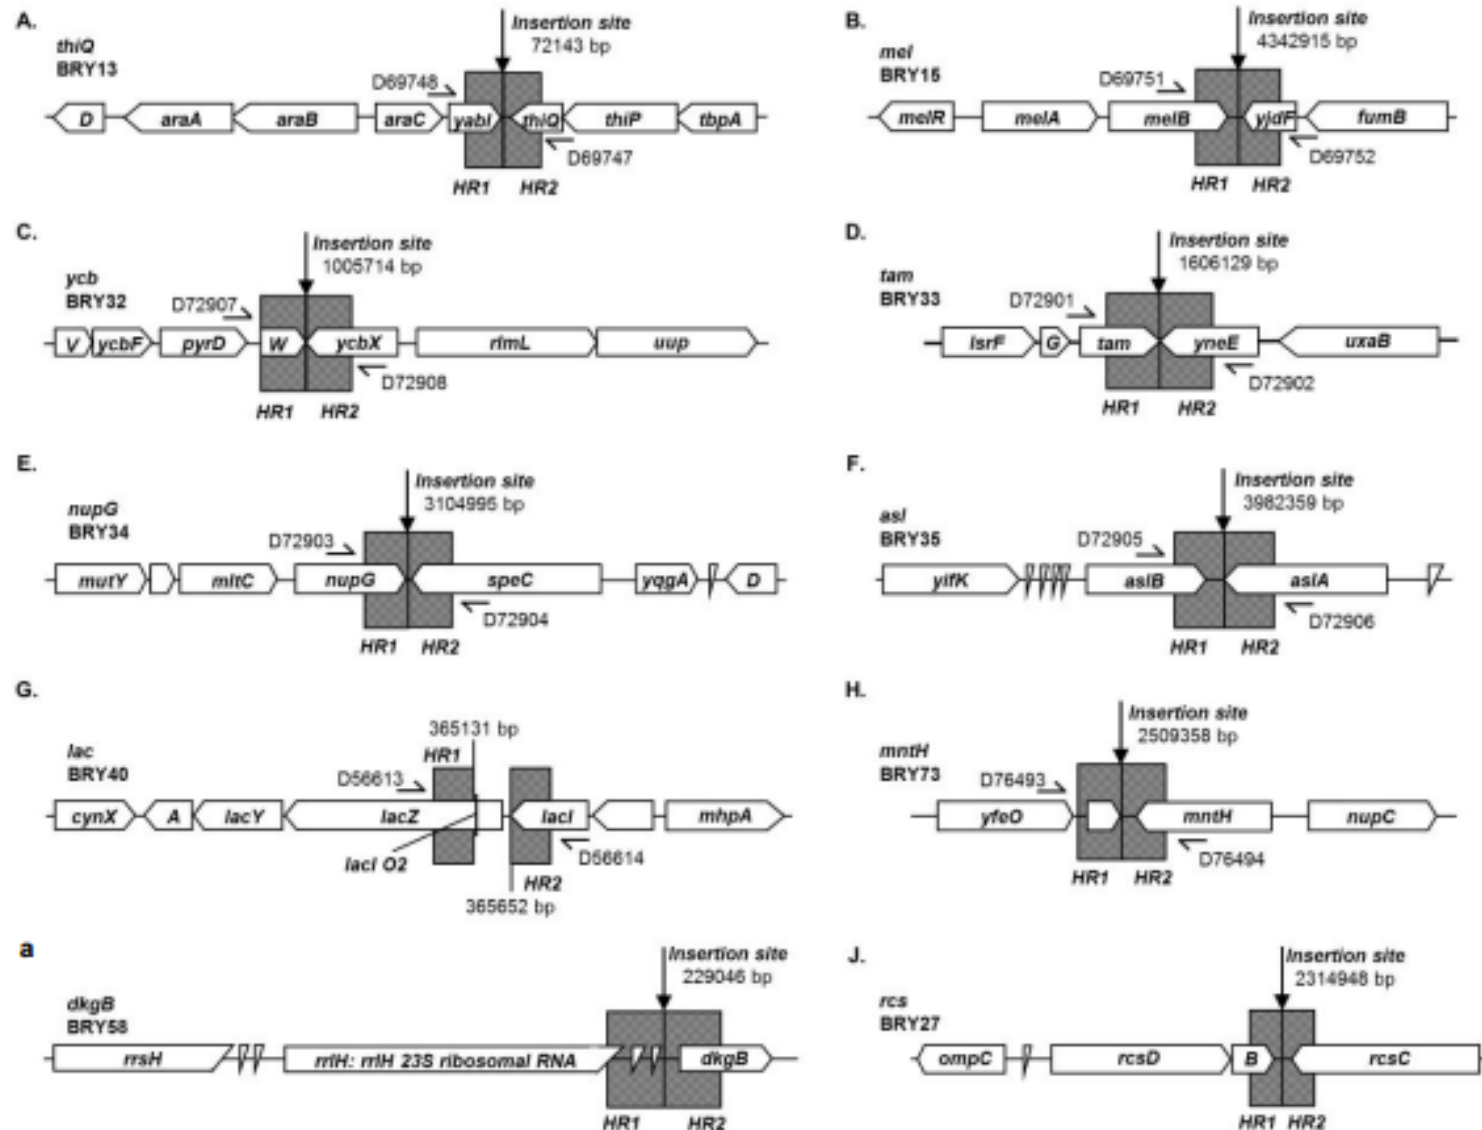 A.
thiQ
BRY13
Insertion site
72143 bp
D69748
D araA araB araC yabI thiQ thiP tbpA
D69747
HR1 HR2
B.
mel
BRY15
Insertion site
4342915 bp
D69751
melR melA melB yjdF fumB
D69752
HR1 HR2
C.
ycb
BRY32
Insertion site
1005714 bp
D72907
V ycbF pyrD W ycbX rlmL uup
D72908
HR1 HR2
D.
tam
BRY33
Insertion site
1606129 bp
D72901
lsrF G tam yneE uxaB
D72902
HR1 HR2
E.
nupG
BRY34
Insertion site
3104995 bp
D72903
mutY mltC nupG speC yqgA D
D72904
HR1 HR2
F.
asl
BRY35
Insertion site
3982359 bp
D72905
yifK aslB aslA
D72906
HR1 HR2
G.
lac
BRY40
365131 bp
HR1
D56613
cynX A lacY lacZ lacI mhpA
lacI O2
D56614
HR2
365652 bp
H.
mntH
BRY73
Insertion site
2509358 bp
D76493
yfeO mntH nupC
D76494
HR1 HR2
a
dkgB
BRY58
Insertion site
229046 bp
rrsH rrlH: rrlH 23S ribosomal RNA dkgB
HR1 HR2
J.
rcs
BRY27
Insertion site
2314948 bp
ompC rcsD B rcsC
HR1 HR2